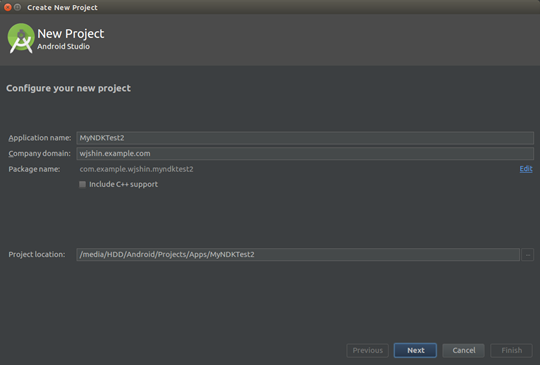 Create New Project
New Project
Android Studio
Configure your new project
Application name: MyNDKTest2
Company domain: wjshin.example.com
Package name: com.example.wjshin.myndktest2 Edit
Include C++ support
Project location: /media/HDD/Android/Projects/Apps/MyNDKTest2 ...
Previous Next Cancel Finish